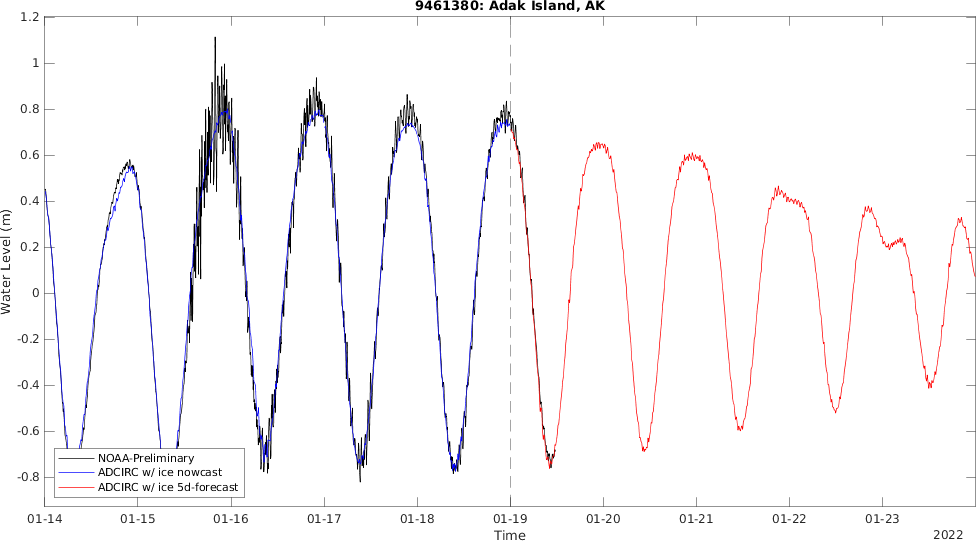 9461380: Adak Island, AK
1.2
1
0.8
0.6
0.4
0.2
0
-0.2
-0.4
-0.6
-0.8
Water Level (m)
NOAA-Preliminary
ADCIRC w/ ice nowcast
ADCIRC w/ ice 5d-forecast
01-14 01-15 01-16 01-17 01-18 01-19 01-20 01-21 01-22 01-23
Time
2022